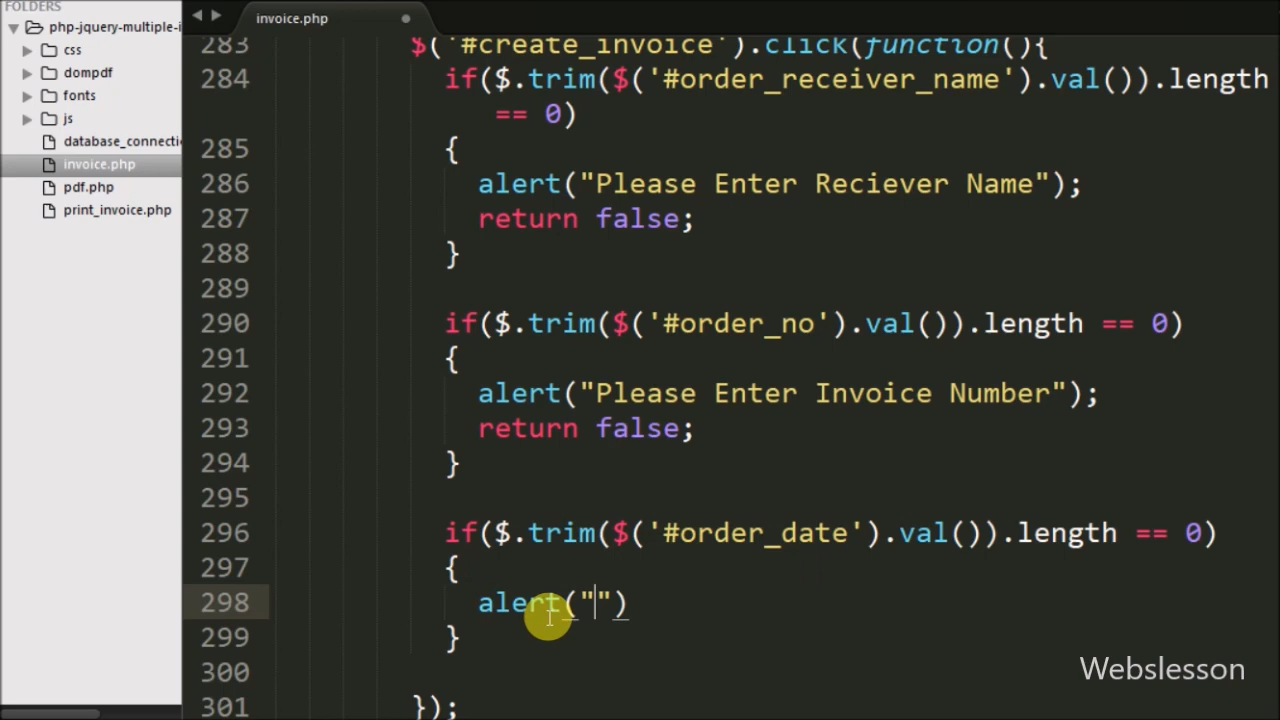 FOLDERS
php-jquery-multiple-i
css
dompdf
fonts
js
database_connecti
invoice.php
pdf.php
print_invoice.php
invoice.php
283 $('#create_invoice').click(function(){
284 if($.trim($('#order_receiver_name').val()).length
== 0)
285 {
286 alert("Please Enter Reciever Name");
287 return false;
288 }
289
290 if($.trim($('#order_no').val()).length == 0)
291 {
292 alert("Please Enter Invoice Number");
293 return false;
294 }
295
296 if($.trim($('#order_date').val()).length == 0)
297 {
298 alert("")
299 }
300
301 });
Webslesson